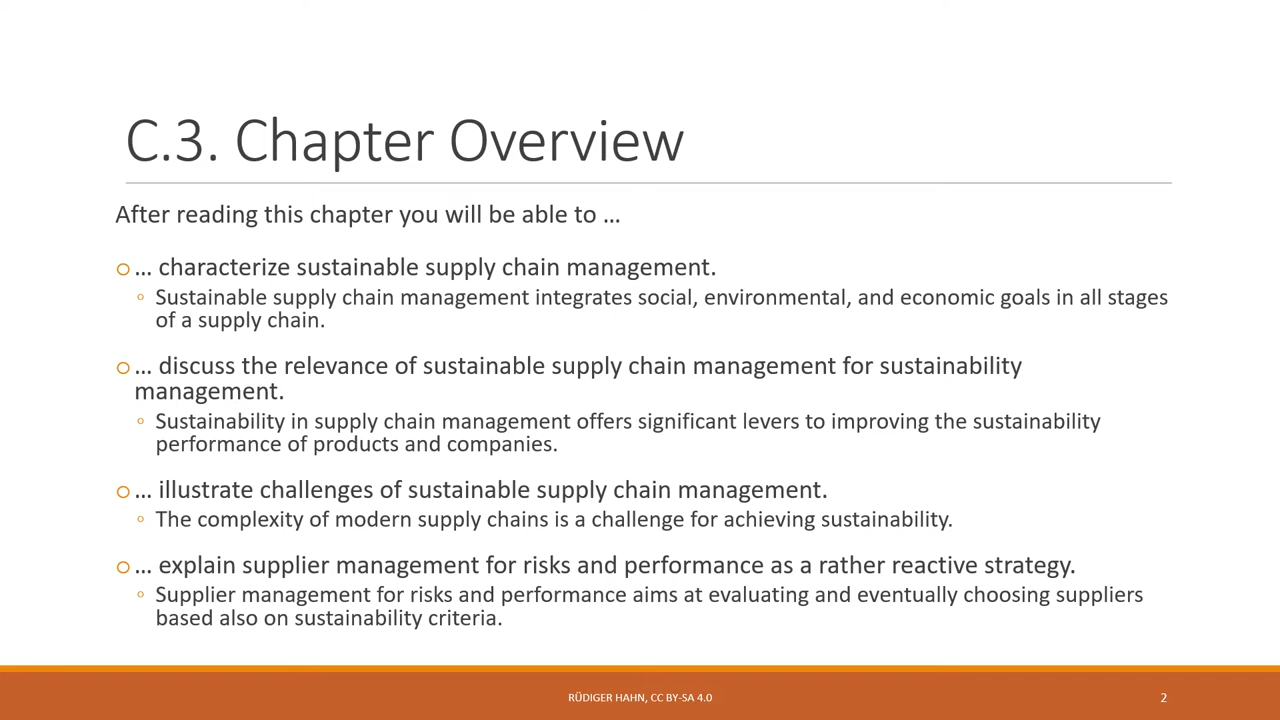 C.3. Chapter Overview
After reading this chapter you will be able to …
o … characterize sustainable supply chain management.
◦ Sustainable supply chain management integrates social, environmental, and economic goals in all stages
of a supply chain.
o … discuss the relevance of sustainable supply chain management for sustainability
management.
◦ Sustainability in supply chain management offers significant levers to improving the sustainability
performance of products and companies.
o … illustrate challenges of sustainable supply chain management.
◦ The complexity of modern supply chains is a challenge for achieving sustainability.
o … explain supplier management for risks and performance as a rather reactive strategy.
◦ Supplier management for risks and performance aims at evaluating and eventually choosing suppliers
based also on sustainability criteria.
RÜDIGER HAHN, CC BY-SA 4.0
2